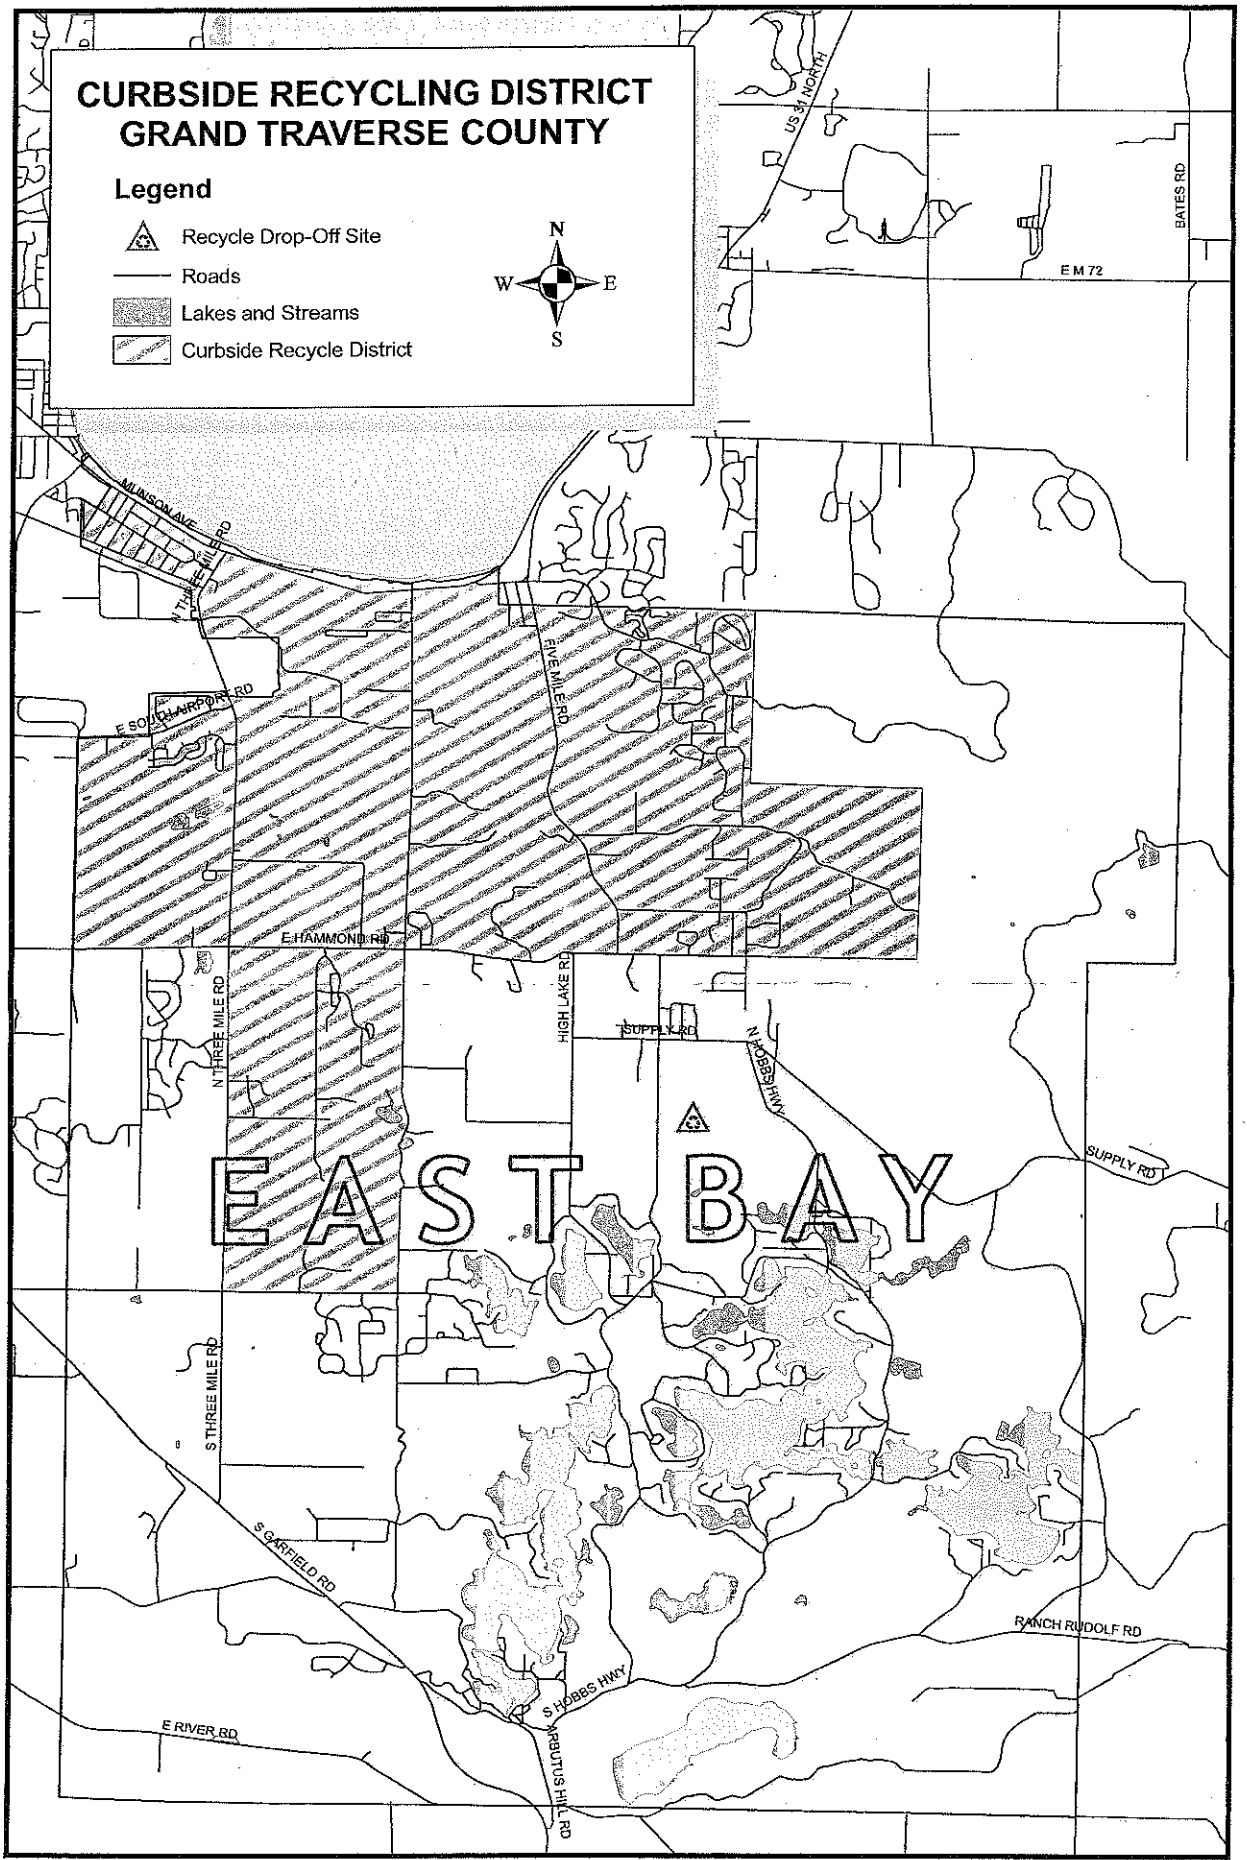 CURBSIDE RECYCLING DISTRICT
GRAND TRAVERSE COUNTY
Legend
Recycle Drop-Off Site
Roads
Lakes and Streams
Curbside Recycle District
N
W
E
S
US 31 NORTH
BATES RD
E M 72
MUNSON AVE
N THREE MILE RD
FIVE MILE RD
E SOUTH AIRPORT RD
E HAMMOND RD
N THREE MILE RD
HIGH LAKE RD
SUPPLY RD
N HOBBS HWY
SUPPLY RD
EAST BAY
S THREE MILE RD
S GARFIELD RD
RANCH RUDOLF RD
S HOBBS HWY
E RIVER RD
ARBUTUS HILL RD